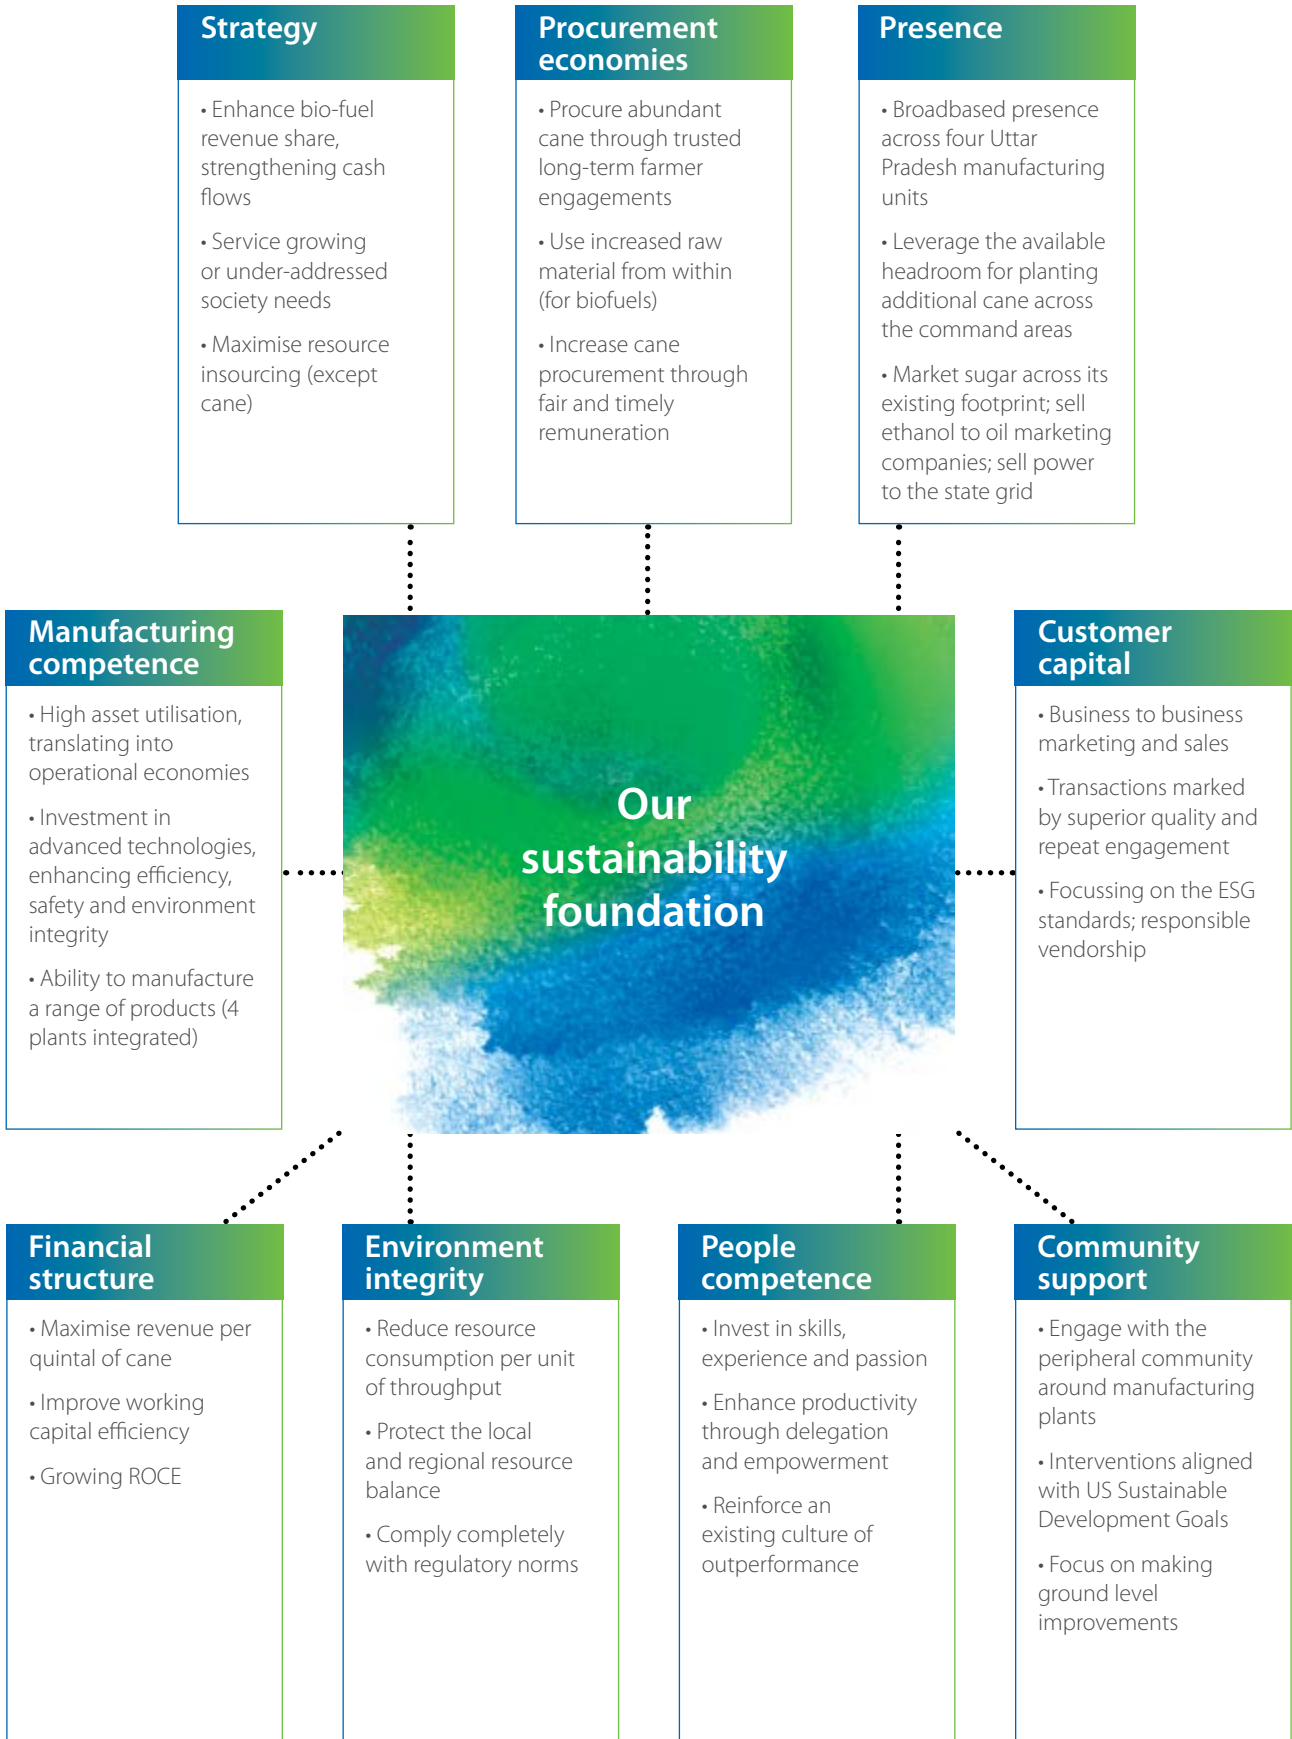 Strategy
• Enhance bio-fuel
revenue share,
strengthening cash
flows
• Service growing
or under-addressed
society needs
• Maximise resource
insourcing (except
cane)
Procurement
economies
• Procure abundant
cane through trusted
long-term farmer
engagements
• Use increased raw
material from within
(for biofuels)
• Increase cane
procurement through
fair and timely
remuneration
Presence
• Broadbased presence
across four Uttar
Pradesh manufacturing
units
• Leverage the available
headroom for planting
additional cane across
the command areas
• Market sugar across its
existing footprint; sell
ethanol to oil marketing
companies; sell power
to the state grid
Manufacturing
competence
• High asset utilisation,
translating into
operational economies
• Investment in
advanced technologies,
enhancing efficiency,
safety and environment
integrity
• Ability to manufacture
a range of products (4
plants integrated)
Our
sustainability
foundation
Customer
capital
• Business to business
marketing and sales
• Transactions marked
by superior quality and
repeat engagement
• Focussing on the ESG
standards; responsible
vendorship
Financial
structure
• Maximise revenue per
quintal of cane
• Improve working
capital efficiency
• Growing ROCE
Environment
integrity
• Reduce resource
consumption per unit
of throughput
• Protect the local
and regional resource
balance
• Comply completely
with regulatory norms
People
competence
• Invest in skills,
experience and passion
• Enhance productivity
through delegation
and empowerment
• Reinforce an
existing culture of
outperformance
Community
support
• Engage with the
peripheral community
around manufacturing
plants
• Interventions aligned
with US Sustainable
Development Goals
• Focus on making
ground level
improvements